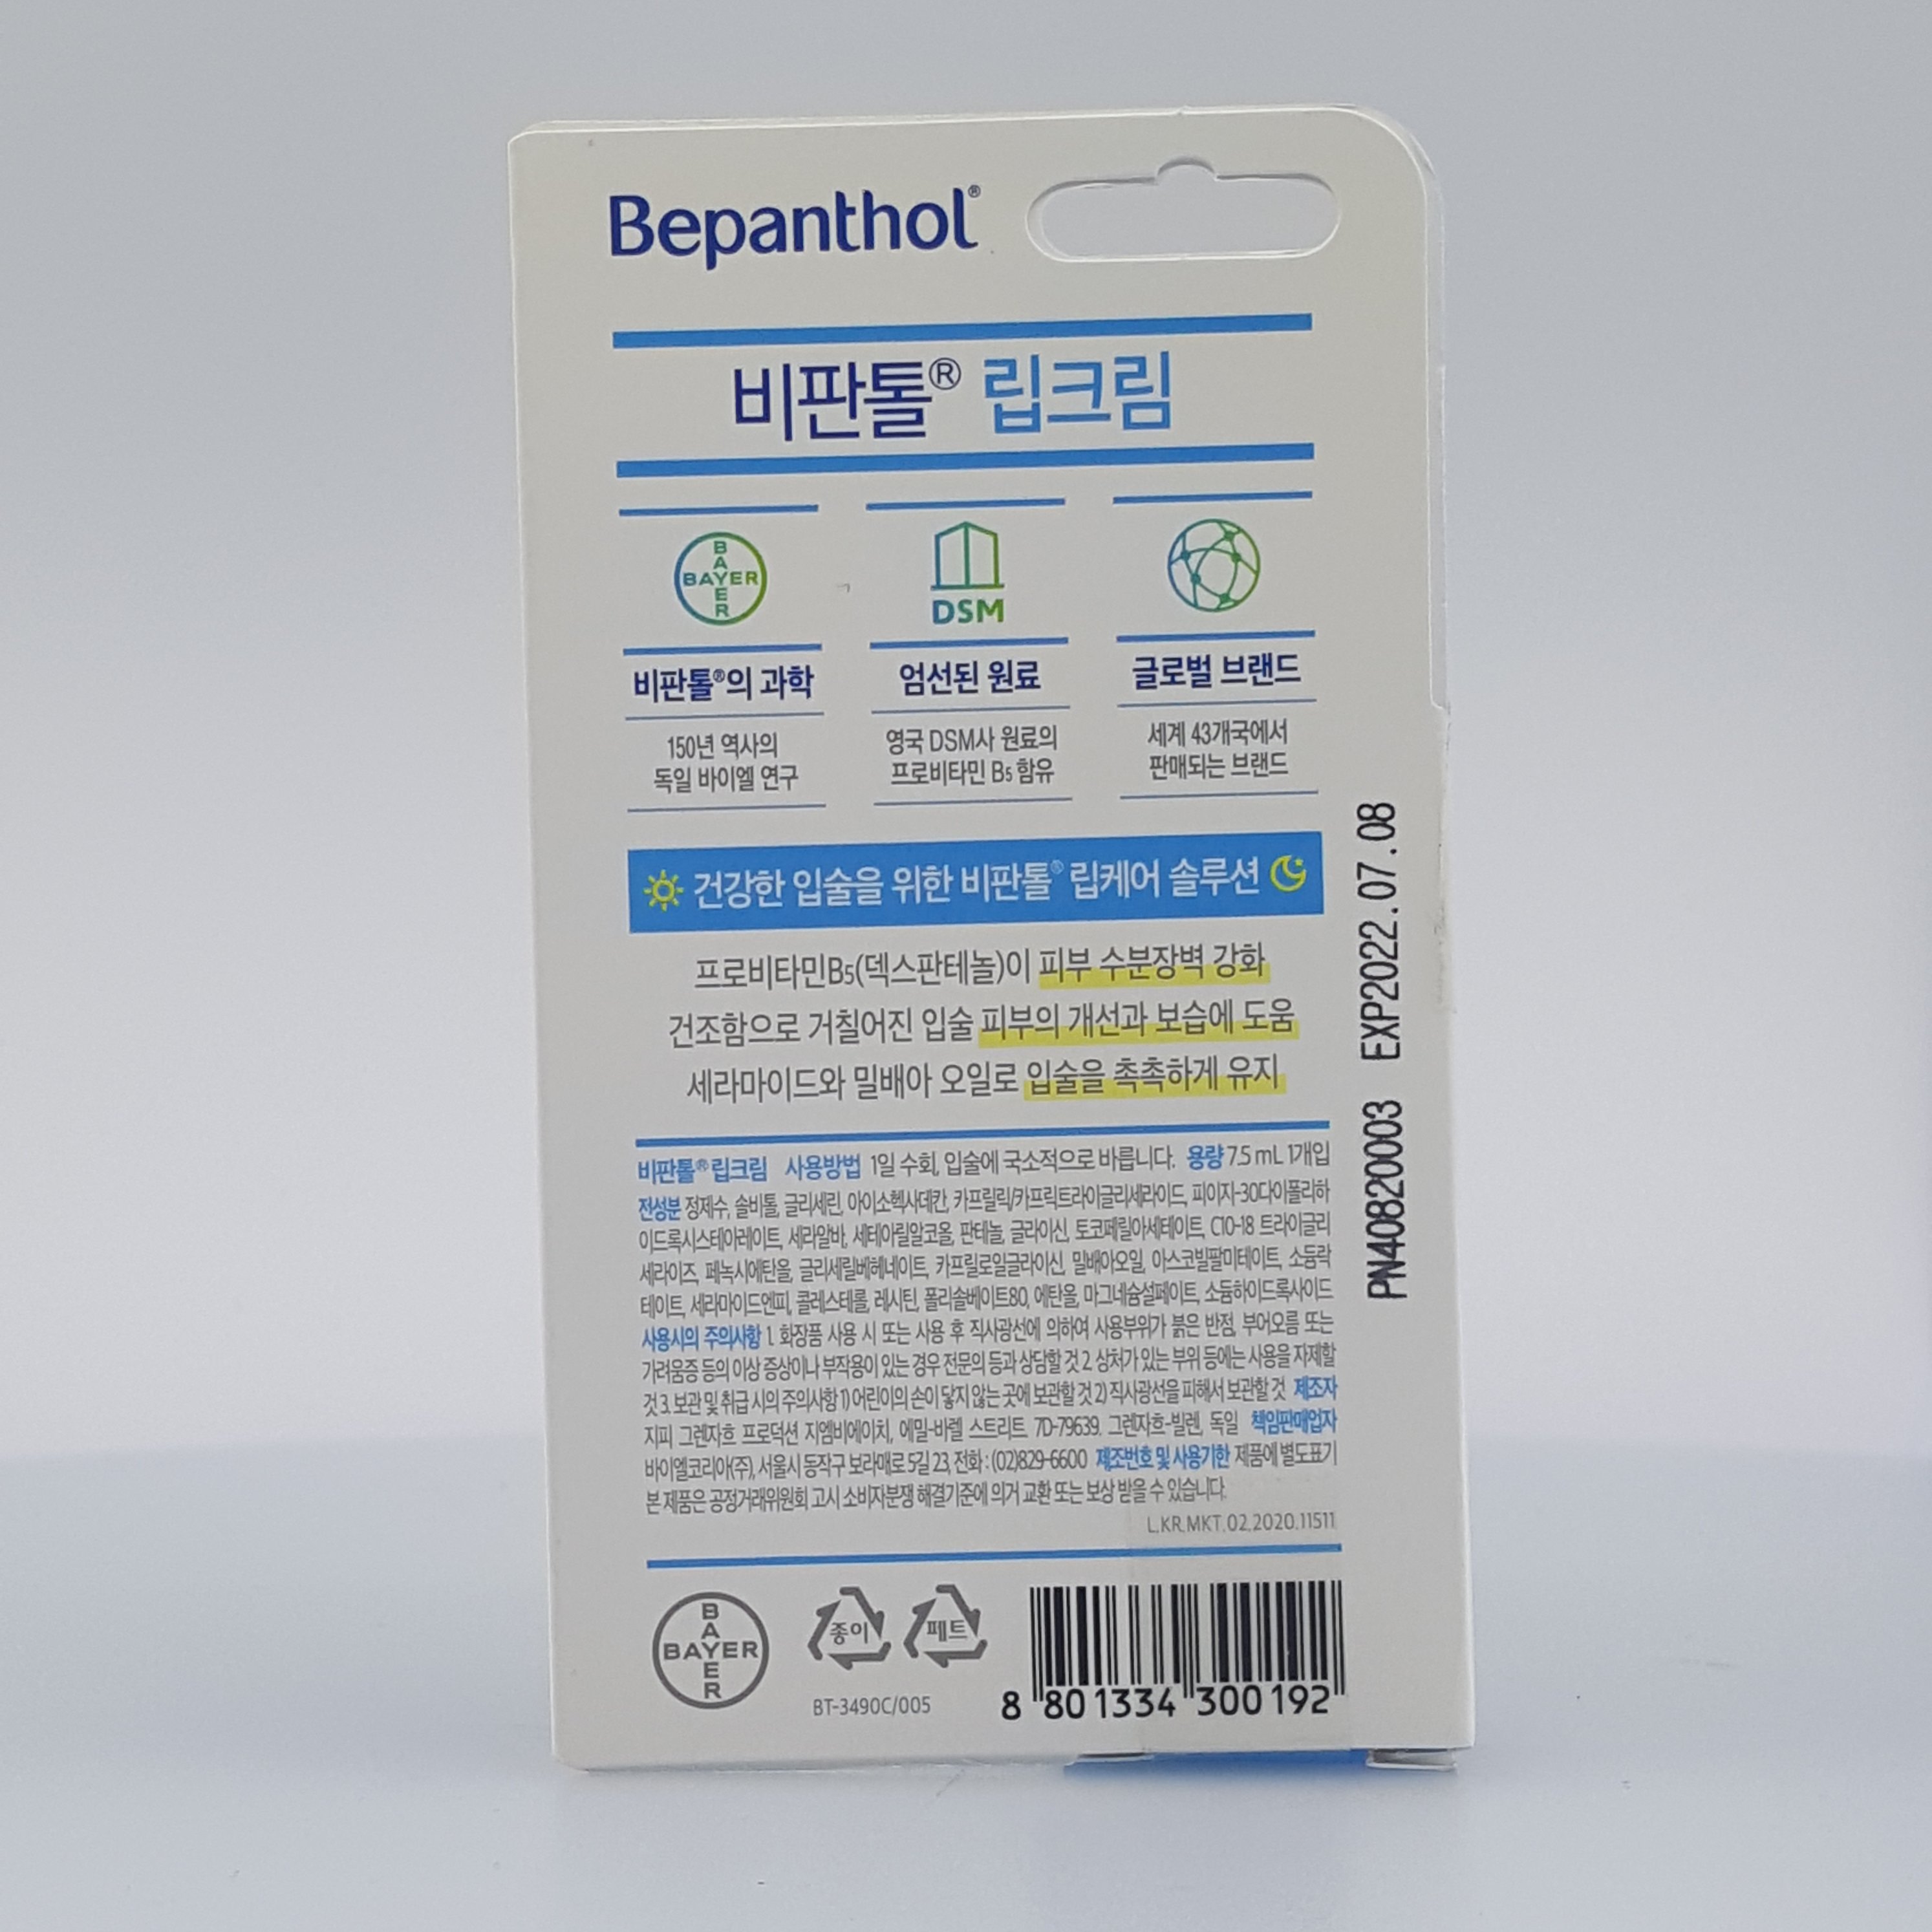 Bepanthol®
비판톨® 립크림
BAYER
BAYER
DSM
비판톨®의 과학
엄선된 원료
글로벌 브랜드
150년 역사의
독일 바이엘 연구
영국 DSM사 원료의
프로비타민 B5 함유
세계 43개국에서
판매되는 브랜드
건강한 입술을 위한 비판톨® 립케어 솔루션
프로비타민B5(덱스판테놀)이 피부 수분장벽 강화
건조함으로 거칠어진 입술 피부의 개선과 보습에 도움
세라마이드와 밀배아 오일로 입술을 촉촉하게 유지
비판톨® 립크림 사용방법 1일 수회, 입술에 국소적으로 바릅니다. 용량 7.5 mL 1개입
전성분 정제수, 솔비톨, 글리세린, 아이소헥사데칸, 카프릴릭/카프릭트라이글리세라이드, 피이지-30다이폴리하
이드록시스테아레이트, 세라알바, 세테아릴알코올, 판테놀, 글라이신, 토코페릴아세테이트, C10-18 트라이글리
세라이즈, 페녹시에탄올, 글리세릴베헤네이트, 카프릴로일글라이신, 밀배아오일, 아스코빌팔미테이트, 소듐락
테이트, 세라마이드엔피, 콜레스테롤, 레시틴, 폴리솔베이트80, 에탄올, 마그네슘설페이트, 소듐하이드록사이드
사용시의 주의사항 1. 화장품 사용 시 또는 사용 후 직사광선에 의하여 사용부위가 붉은 반점, 부어오름 또는
가려움증 등의 이상 증상이나 부작용이 있는 경우 전문의 등과 상담할 것 2. 상처가 있는 부위 등에는 사용을 자제할
것 3. 보관 및 취급 시의 주의사항 1) 어린이의 손이 닿지 않는 곳에 보관할 것 2) 직사광선을 피해서 보관할 것 제조자
지피 그렌자흐 프로덕션 지엠비에이치, 에밀-바렐 스트리트 7D-79639, 그렌자흐-빌렌, 독일 책임판매업자
바이엘코리아(주), 서울시 동작구 보라매로 5길 23, 전화 : (02)829-6600 제조번호 및 사용기한 제품에 별도표기
본 제품은 공정거래위원회 고시 소비자분쟁 해결기준에 의거 교환 또는 보상 받을 수 있습니다.
L.KR.MKT.02.2020.11511
BAYER
BAYER
종이
페트
BT-3490C/005
8 801334 300192
PN40820003 EXP2022.07.08